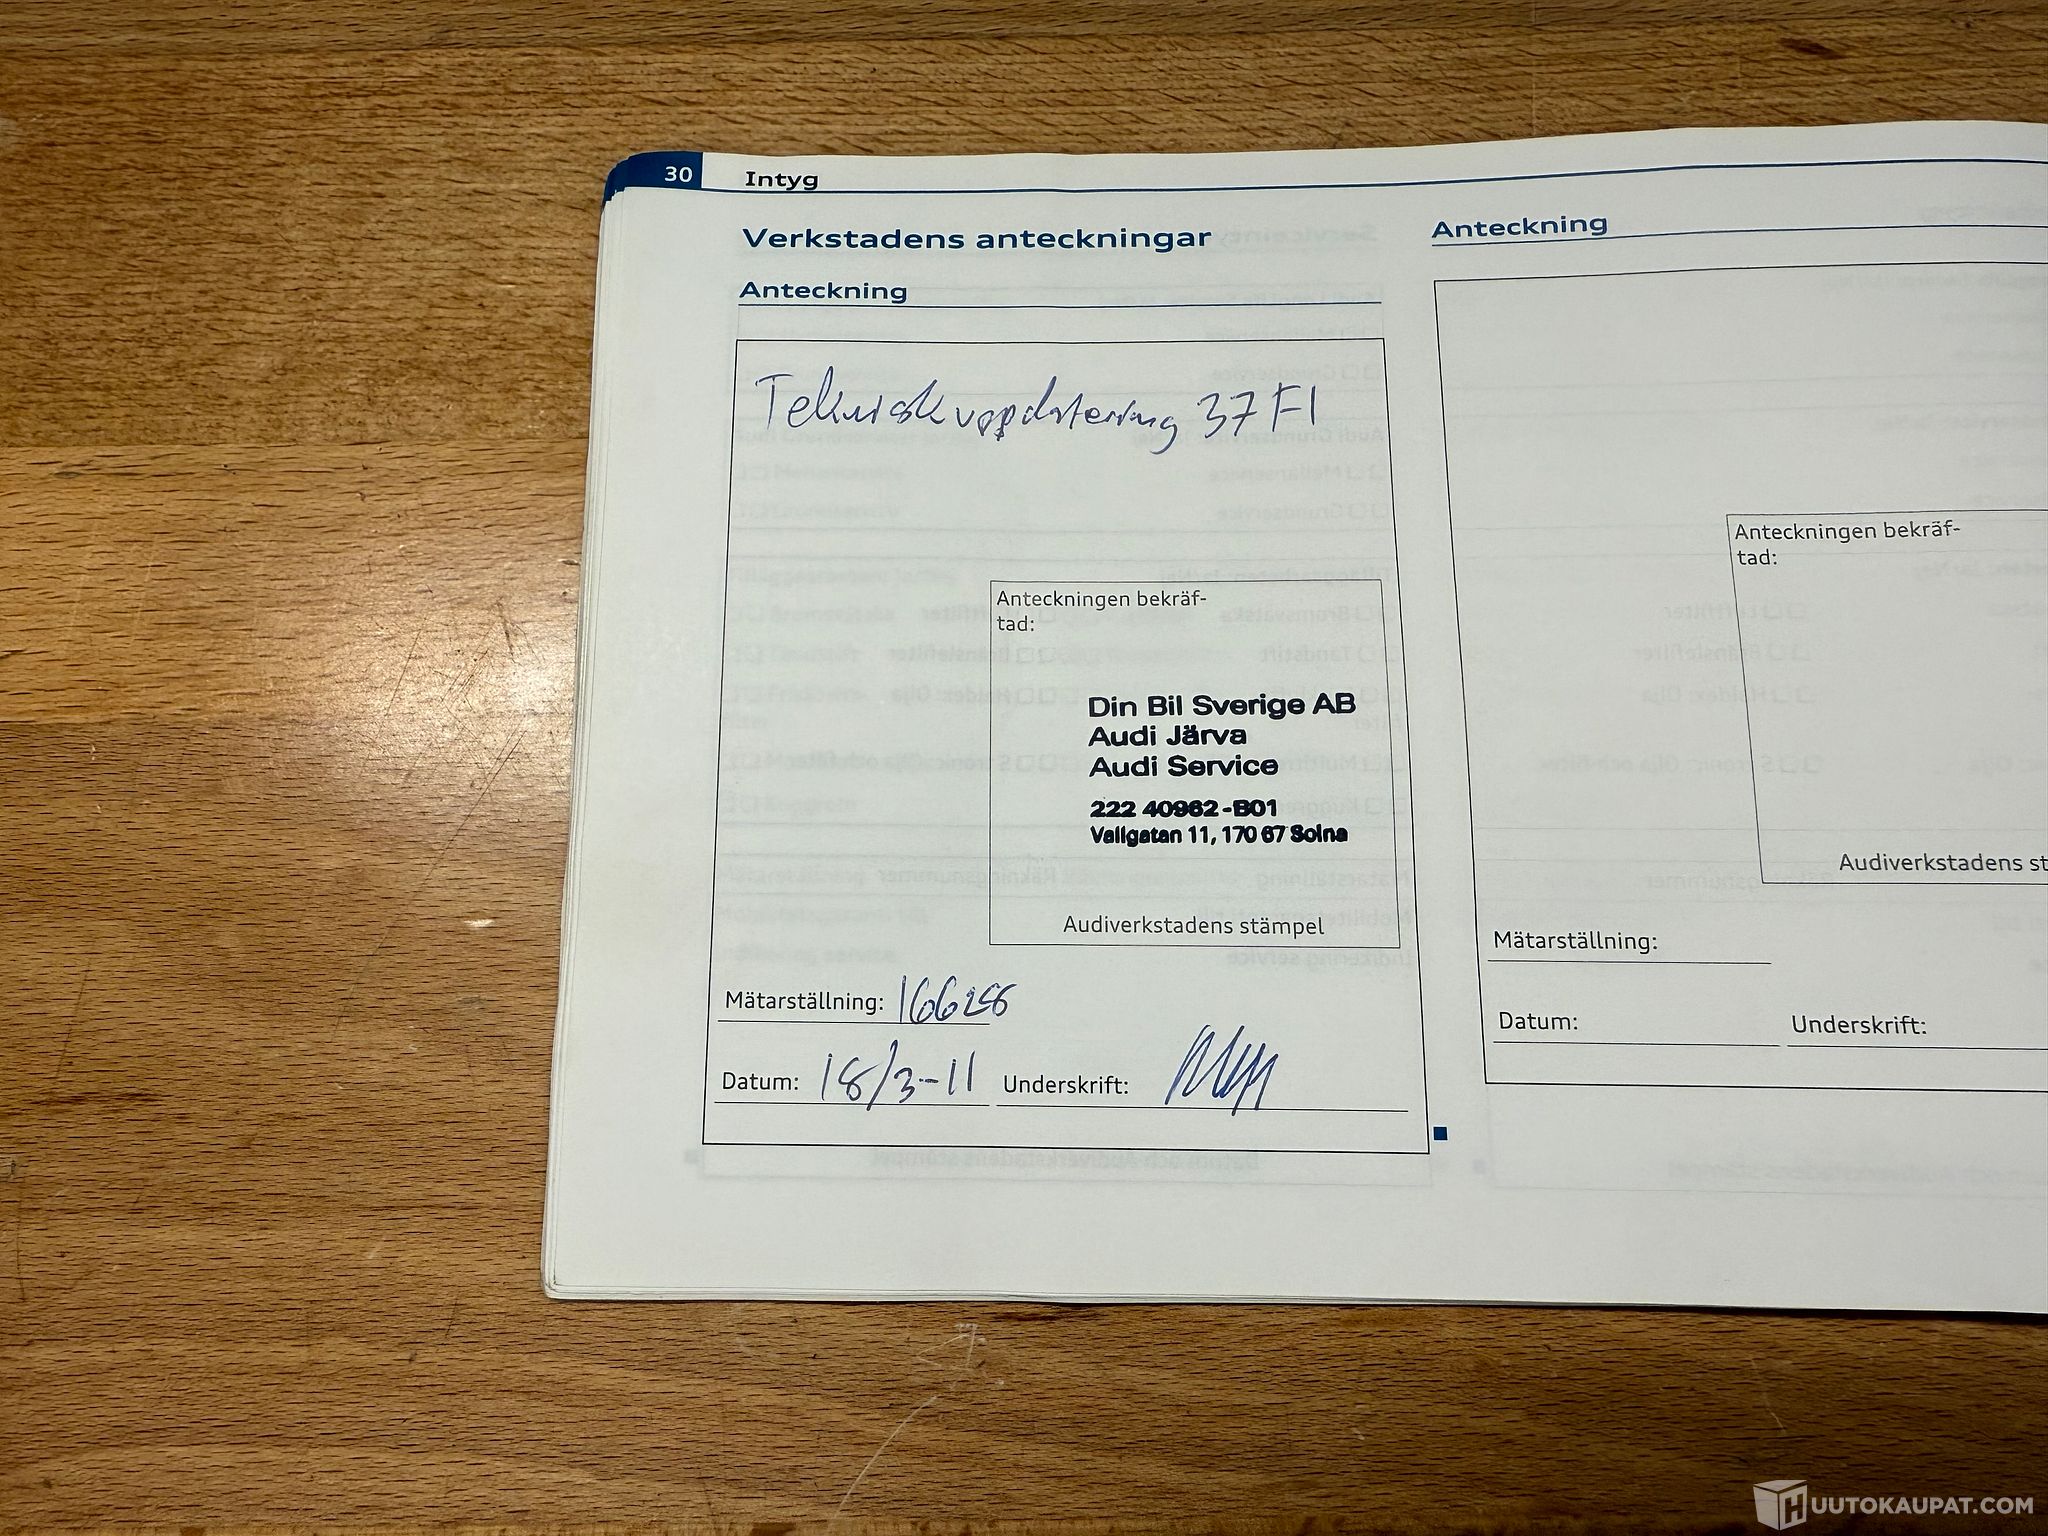 30 Intyg
Verkstadens anteckningar
Anteckning
Teknisk uppdatering 37F1
Anteckningen bekräf-
tad:
Din Bil Sverige AB
Audi Järva
Audi Service
222 40962-B01
Vallgatan 11, 170 67 Solna
Audiverkstadens stämpel
Mätarställning: 16628
Datum: 18/3-11 Underskrift:
Anteckning
Anteckningen bekräf-
tad:
Audiverkstadens st
Mätarställning:
Datum: Underskrift:
HUUTOKAUPAT.COM